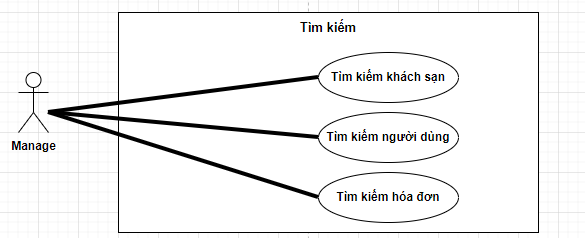 Tìm kiếm
Tìm kiếm khách sạn
Tìm kiếm người dùng
Manage
Tìm kiếm hóa đơn